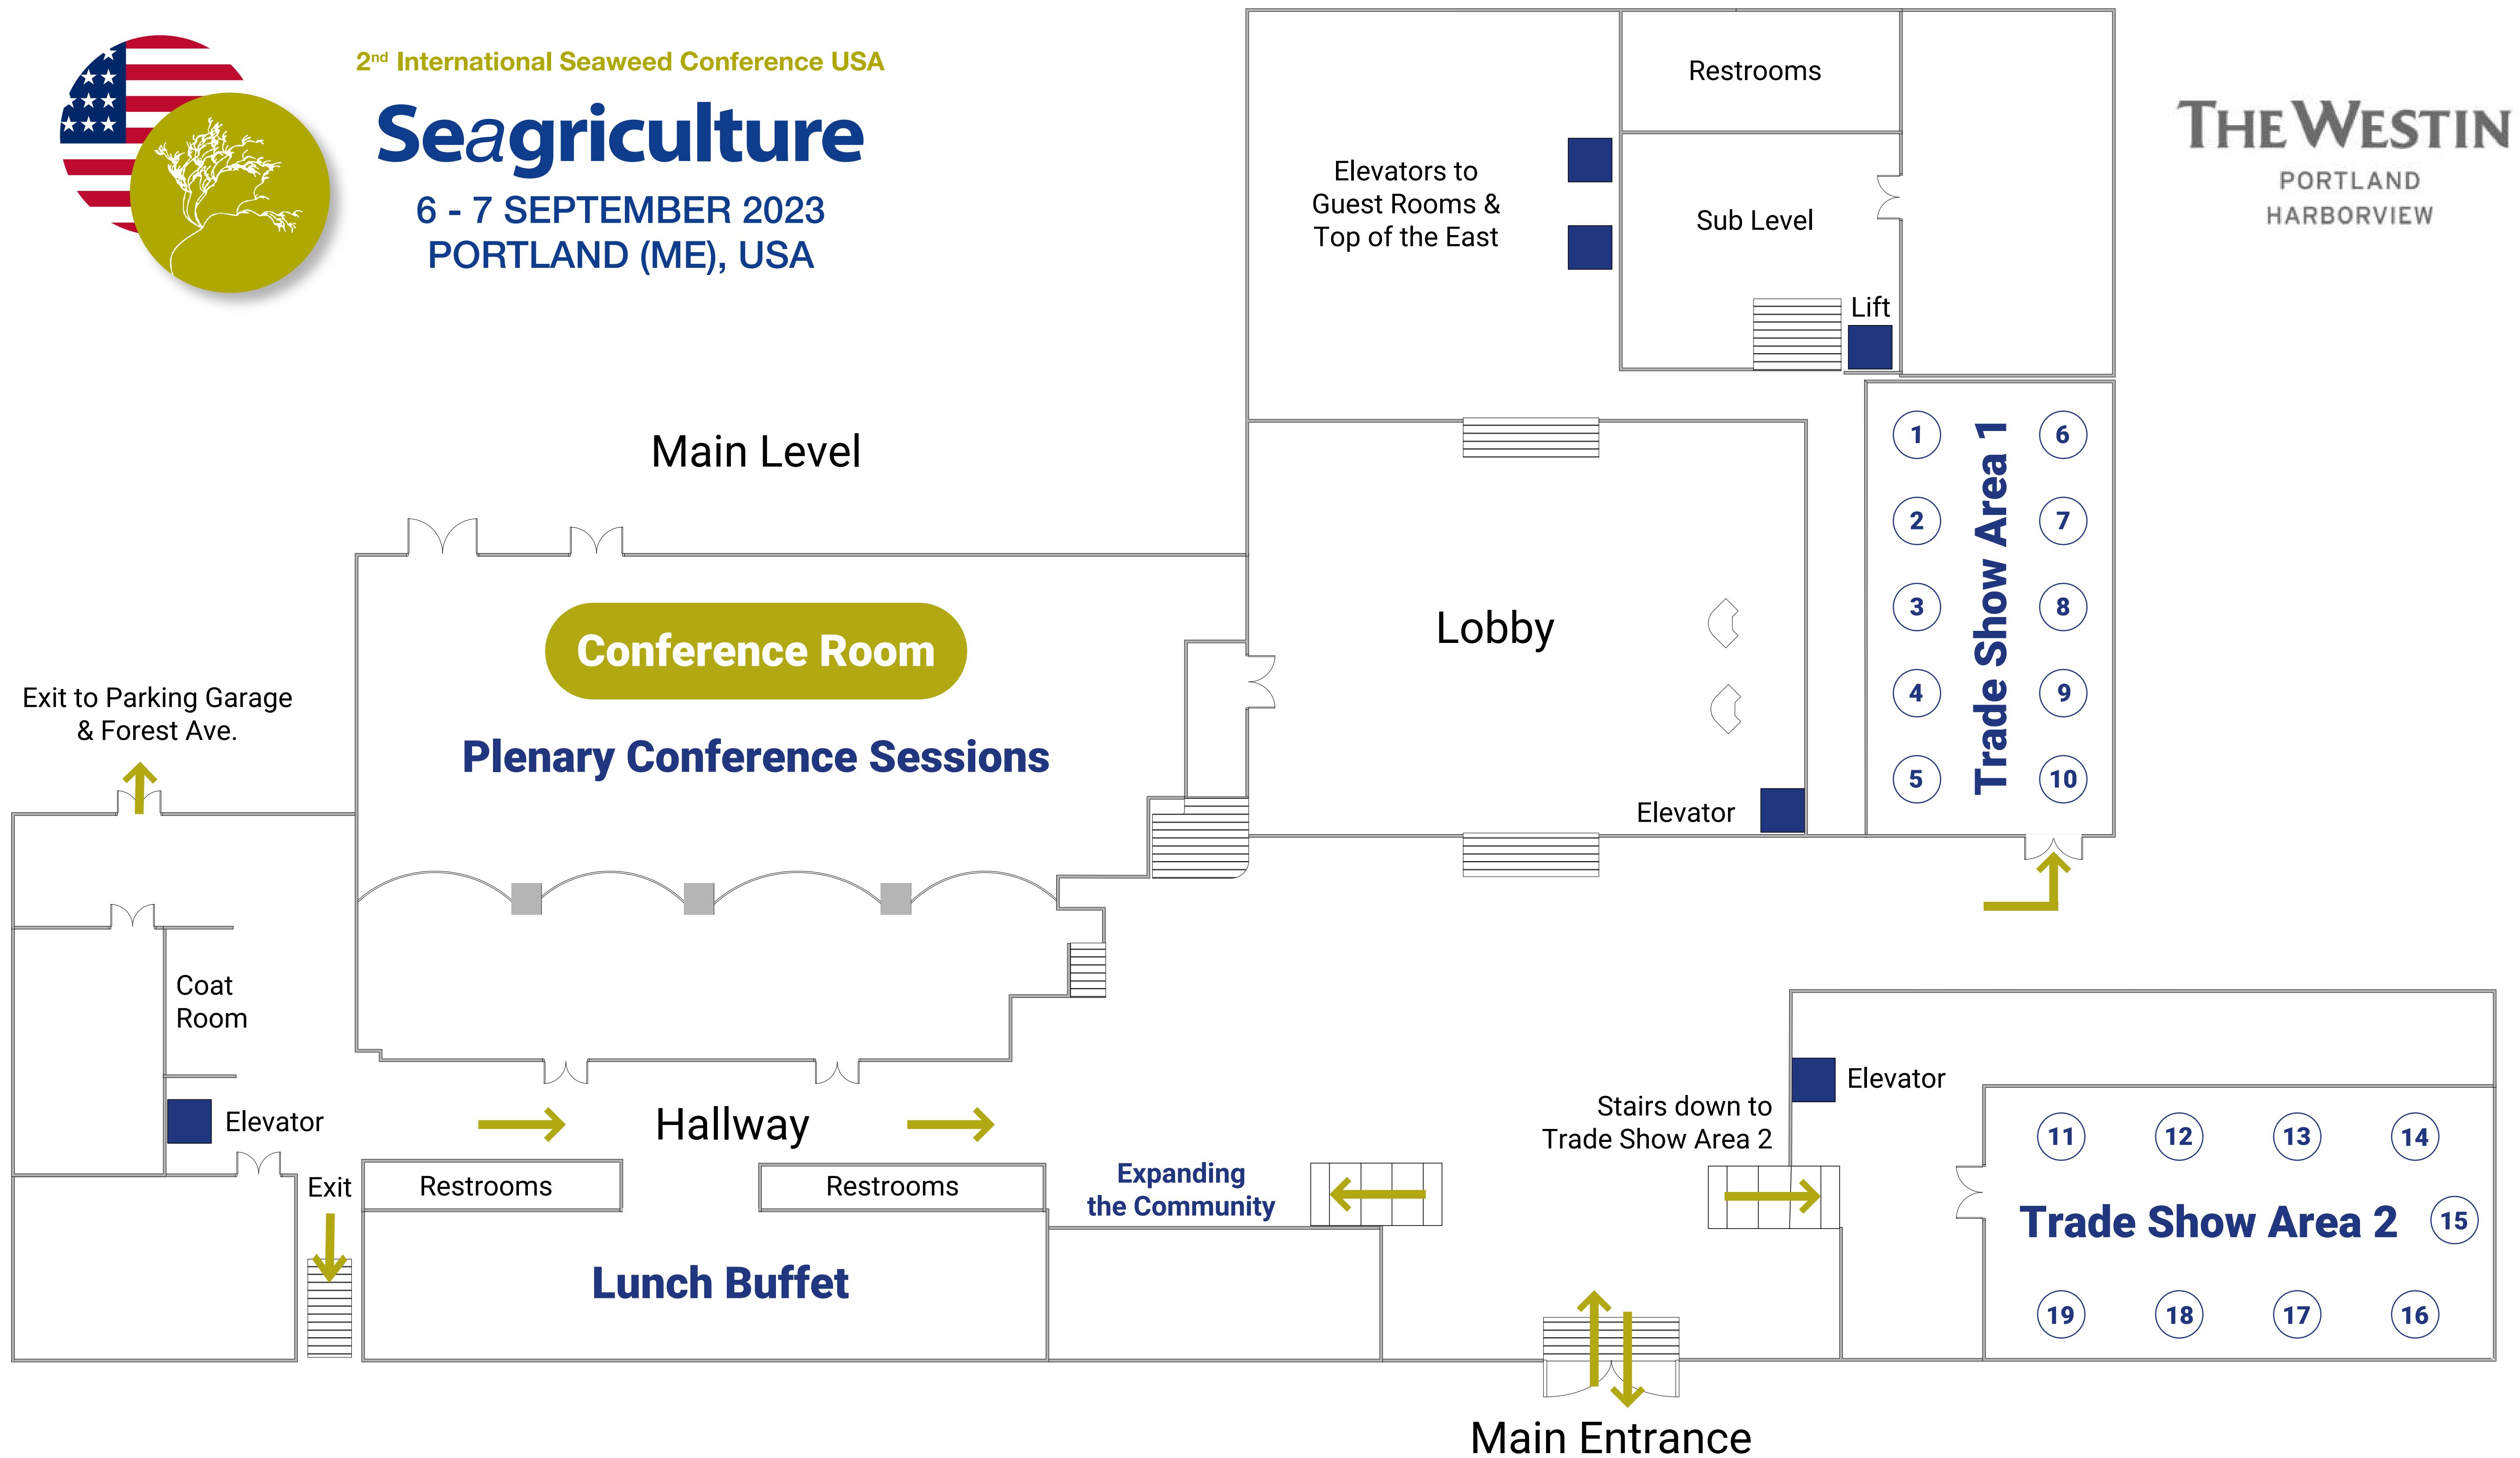 2nd International Seaweed Conference USA
Seagriculture
6 - 7 SEPTEMBER 2023
PORTLAND (ME), USA
THE WESTIN
PORTLAND
HARBORVIEW
Restrooms
Elevators to
Guest Rooms &
Top of the East
Sub Level
Lift
Main Level
Trade Show Area 1
1
6
2
7
3
8
4
9
5
10
Conference Room
Plenary Conference Sessions
Lobby
Elevator
Exit to Parking Garage
& Forest Ave.
Coat
Room
Elevator
Hallway
Exit
Restrooms
Restrooms
Lunch Buffet
Expanding
the Community
Stairs down to
Trade Show Area 2
Elevator
11
12
13
14
Trade Show Area 2
15
19
18
17
16
Main Entrance